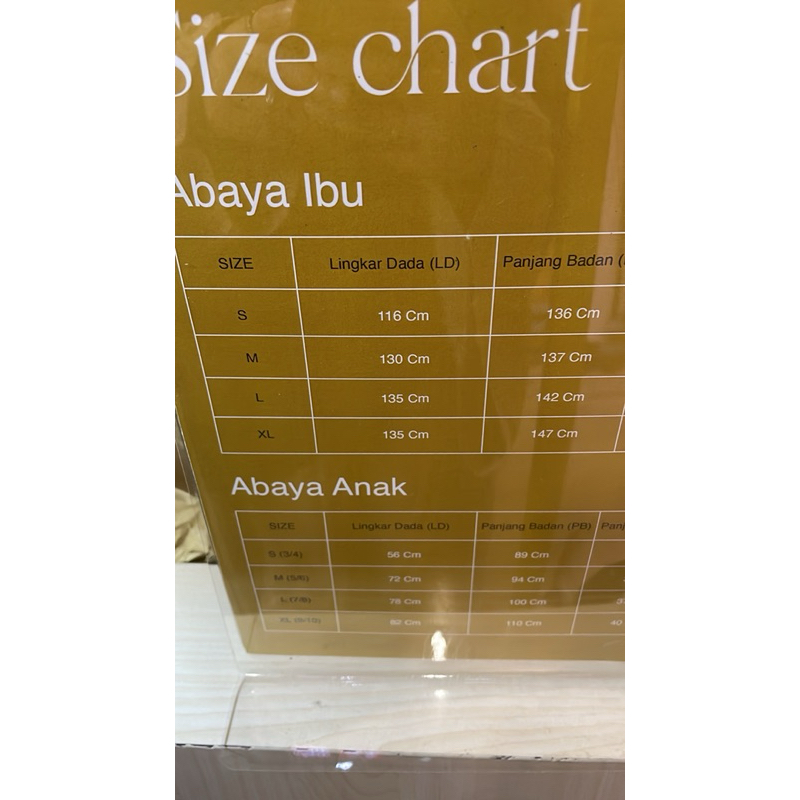 Size chart
Abaya Ibu
SIZE Lingkar Dada (LD) Panjang Badan (
S 116 Cm 136 Cm
M 130 Cm 137 Cm
L 135 Cm 142 Cm
XL 135 Cm 147 Cm
Abaya Anak
SIZE Lingkar Dada (LD) Panjang Badan (PB) Panj
S (3/4) 56 Cm 89 Cm
M (5/6) 72 Cm 94 Cm
L (7/8) 78 Cm 100 Cm
XL 82 Cm 110 Cm 40